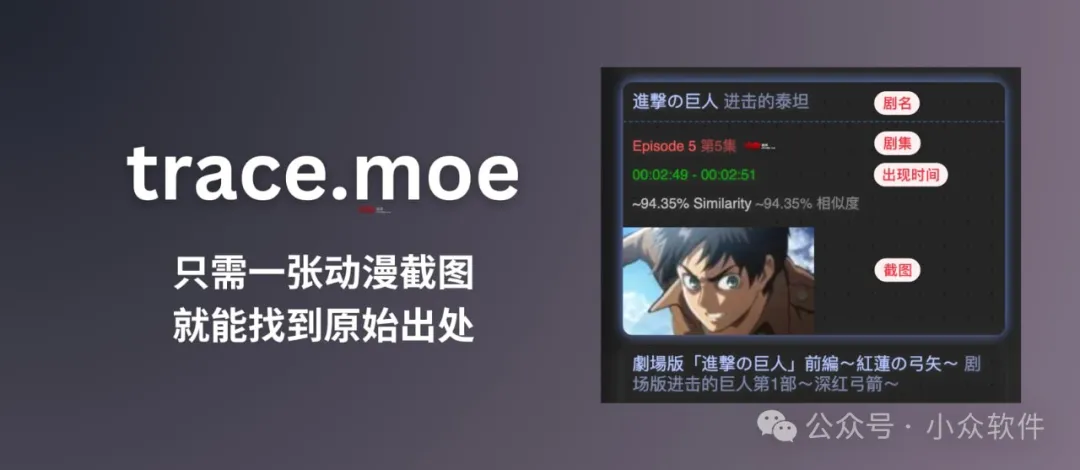 trace.moe
只需一张动漫截图
就能找到原始出处
進撃の巨人 进击的泰坦
剧名
Episode 5 第5集
剧集
00:02:49 - 00:02:51
出现时间
~94.35% Similarity ~94.35% 相似度
截图
劇場版「進撃の巨人」前編～紅蓮の弓矢～ 剧
场版进击的巨人第1部～深红弓箭～
公众号 · 小众软件